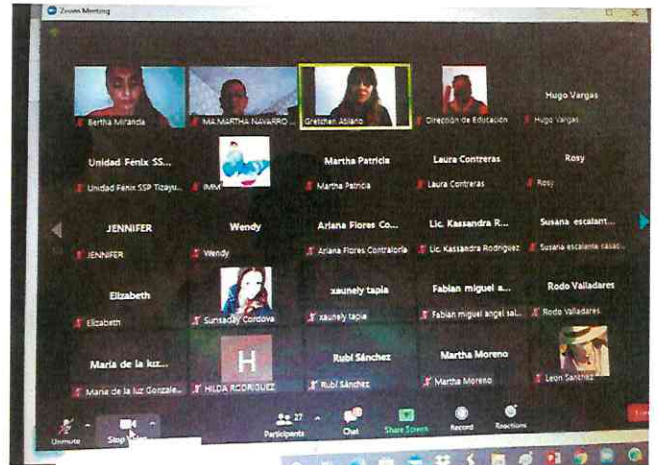 Zoom Meeting
Bertha Miranda
MA.MARTHA NAVARRO ...
Gretchen Abiario
Dirección de Educación
Hugo Vargas
Hugo Vargas
Unidad Fénix SS...
Martha Patricia
Laura Contreras
Rosy
Unidad Fénix SSP Tizayu...
IMM
Martha Patricia
Laura Contreras
Rosy
JENNIFER
Wendy
Ariana Flores Co...
Lic. Kassandra R...
Susana escalant...
JENNIFER
Wendy
Ariana Flores Contraloría
Lic. Kassandra Rodriguez
Susana escalante
Elizabeth
xaunely tapia
Fabian miguel a...
Rodo Valladares
Elizabeth
Sunsaday Cordova
xaunely tapia
Fabian miguel angel sal...
Rodo Valladares
Maria de la luz...
H
Rubí Sánchez
Martha Moreno
Maria de la luz Gonzale...
HILDA RODRIGUEZ
Rubí Sánchez
Martha Moreno
Leon Sanchez
27
Unmute
Stop Video
Participants
Chat
Share Screen
Record
Reactions